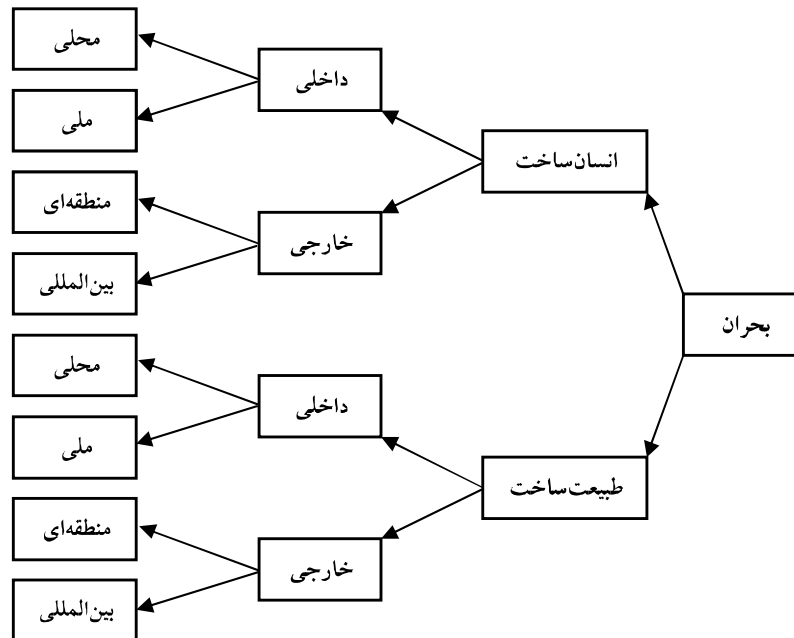 بحران
انسان‌ساخت
داخلی
محلی
ملی
خارجی
منطقه‌ای
بین‌المللی
طبیعت‌ساخت
داخلی
محلی
ملی
خارجی
منطقه‌ای
بین‌المللی